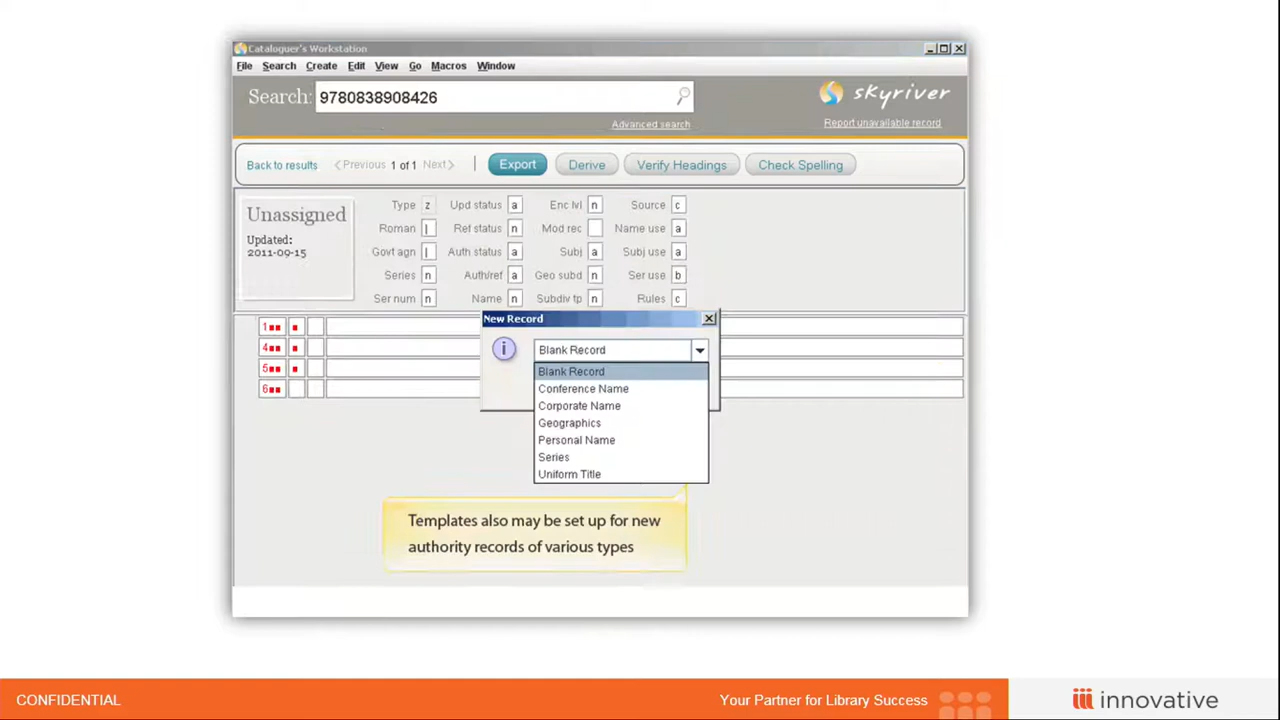 Cataloguer's Workstation
File Search Create Edit View Go Macros Window
Search: 9780838908426
skyriver
Advanced search
Report unavailable record
Back to results <Previous 1 of 1 Next> | Export Derive Verify Headings Check Spelling
Unassigned
Updated:
2011-09-15
Type z Upd status a Enc lvl n Source c
Roman | Ref status n Mod rec Name use a
Govt agn | Auth status a Subj a Subj use a
Series n Auth/ref a Geo subd n Ser use b
Ser num n Name n Subdiv tp n Rules c
1■■ ■
4■■ ■
5■■ ■
6■■
New Record
i
Blank Record
Blank Record
Conference Name
Corporate Name
Geographics
Personal Name
Series
Uniform Title
Templates also may be set up for new
authority records of various types
CONFIDENTIAL
Your Partner for Library Success
innovative